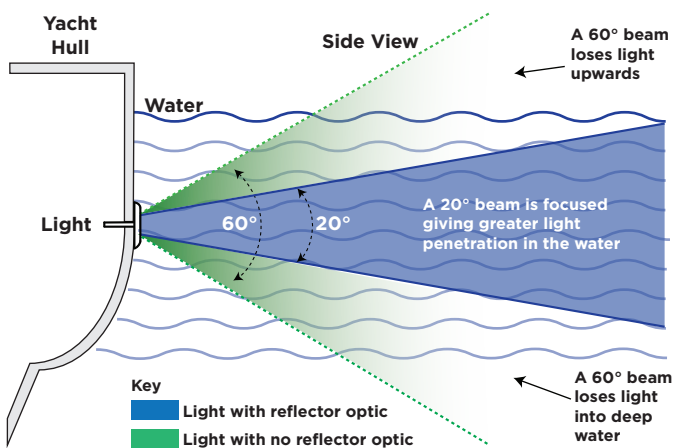 Yacht
Hull
Side View
A 60° beam
loses light
upwards
Water
Light
60°
20°
A 20° beam is focused
giving greater light
penetration in the water
A 60° beam
loses light
into deep
water
Key
Light with reflector optic
Light with no reflector optic